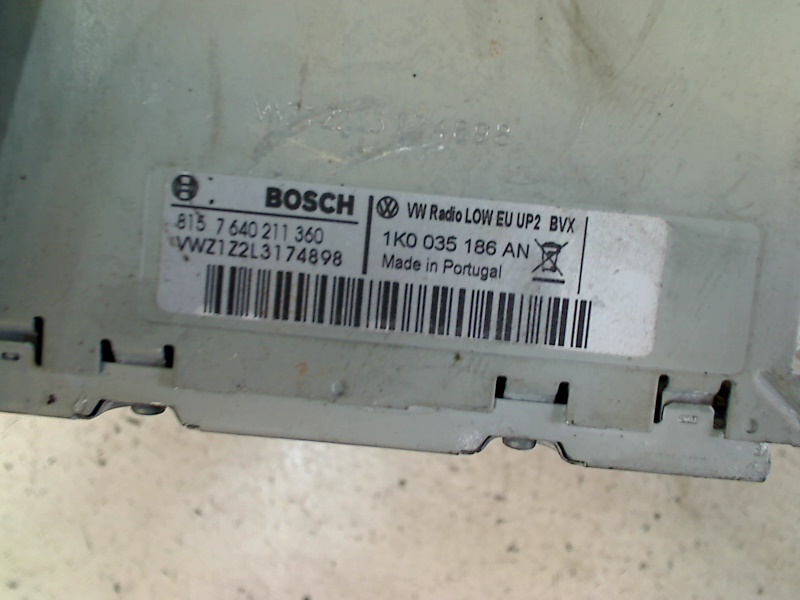 BOSCH
815 7 640 211 360
VWZ1Z2L3174898
VW Radio LOW EU UP2 BVX
1K0 035 186 AN
Made in Portugal